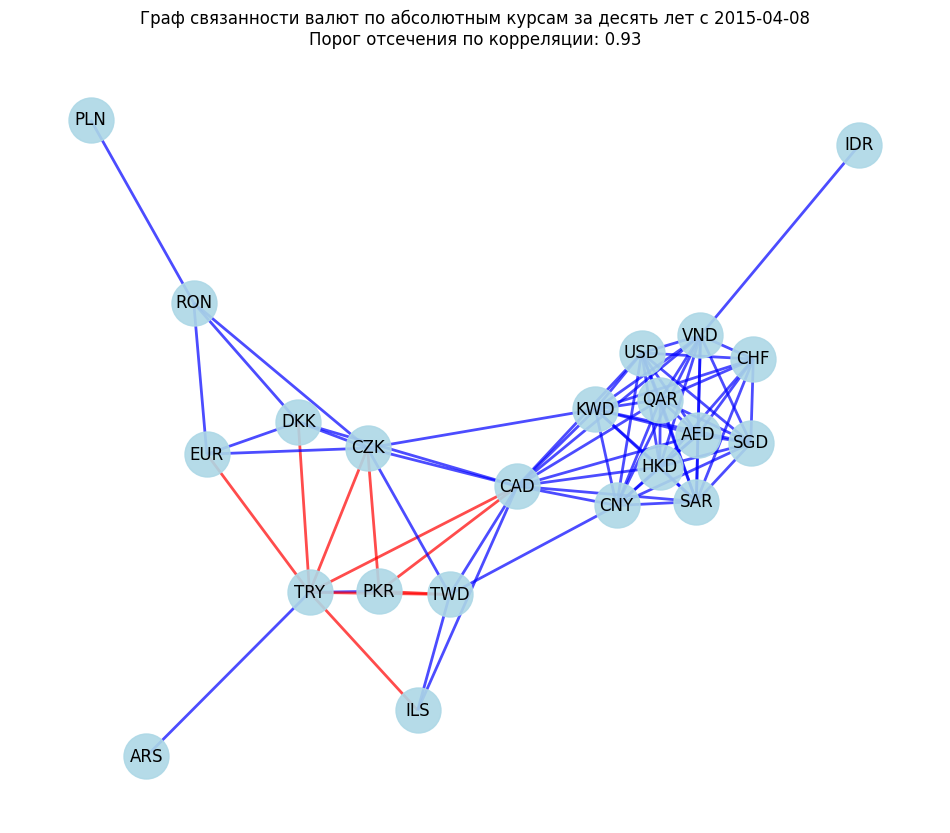 Граф связанности валют по абсолютным курсам за десять лет с 2015-04-08
Порог отсечения по корреляции: 0.93
PLN
IDR
RON
VND
USD
CHF
QAR
KWD
DKK
AED
SGD
CZK
EUR
HKD
CAD
SAR
CNY
TRY
PKR
TWD
ILS
ARS